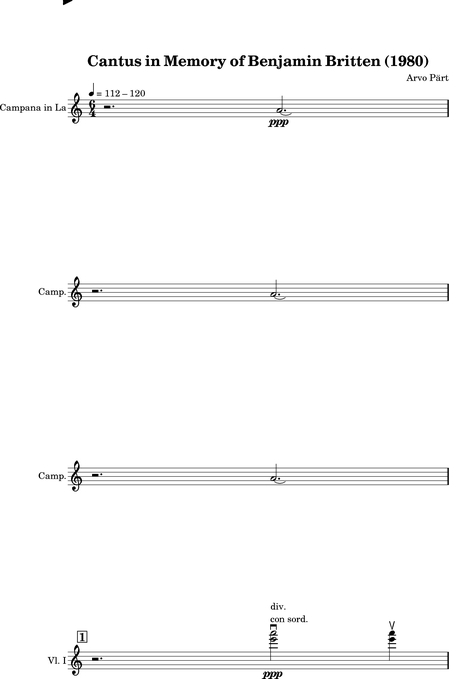 Cantus in Memory of Benjamin Britten (1980)
Arvo Pärt
= 112 – 120
Campana in La
6
4
ppp
Camp.
Camp.
div.
con sord.
1
Vl. I
ppp